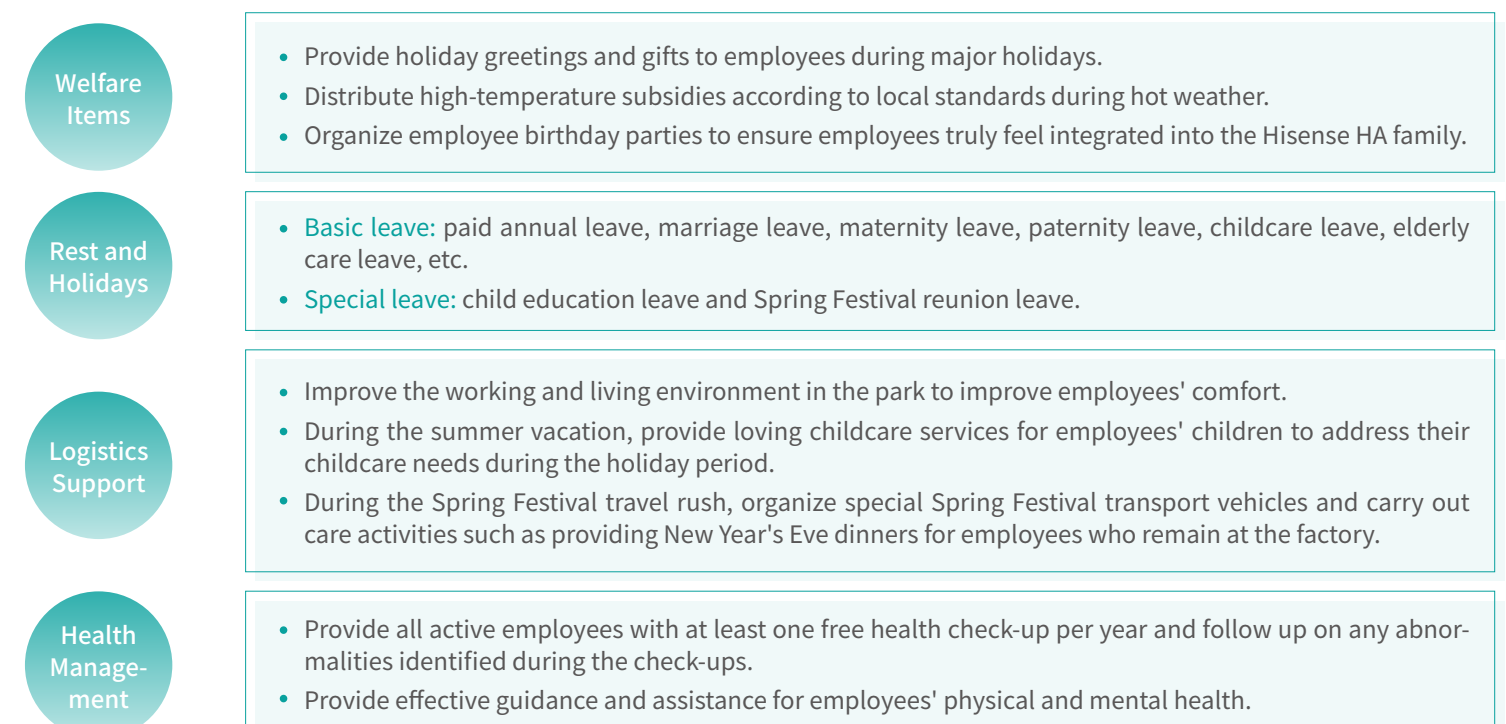 Welfare
Items
• Provide holiday greetings and gifts to employees during major holidays.
• Distribute high-temperature subsidies according to local standards during hot weather.
• Organize employee birthday parties to ensure employees truly feel integrated into the Hisense HA family.
Rest and
Holidays
• Basic leave: paid annual leave, marriage leave, maternity leave, paternity leave, childcare leave, elderly
care leave, etc.
• Special leave: child education leave and Spring Festival reunion leave.
Logistics
Support
• Improve the working and living environment in the park to improve employees' comfort.
• During the summer vacation, provide loving childcare services for employees' children to address their
childcare needs during the holiday period.
• During the Spring Festival travel rush, organize special Spring Festival transport vehicles and carry out
care activities such as providing New Year's Eve dinners for employees who remain at the factory.
Health
Manage-
ment
• Provide all active employees with at least one free health check-up per year and follow up on any abnor-
malities identified during the check-ups.
• Provide effective guidance and assistance for employees' physical and mental health.